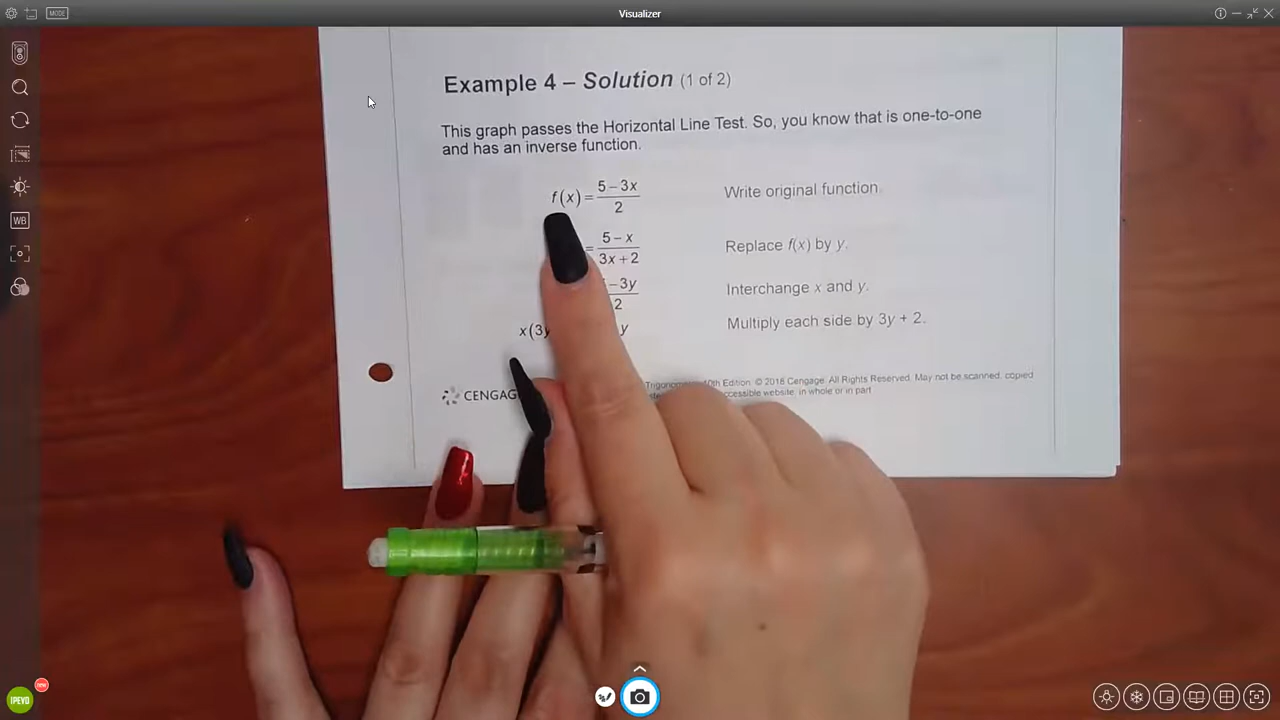 MODE
Visualizer
WB
Example 4 – Solution (1 of 2)
This graph passes the Horizontal Line Test. So, you know that is one-to-one
and has an inverse function.
f(x) = (5 − 3x)/2 Write original function.
= (5 − x)/(3x + 2) Replace f(x) by y.
− 3y / 2 Interchange x and y.
x(3y y Multiply each side by 3y + 2.
CENGAG 10th Edition. © 2018 Cengage. All Rights Reserved. May not be scanned, copied
website, in whole or in part
IPEVO